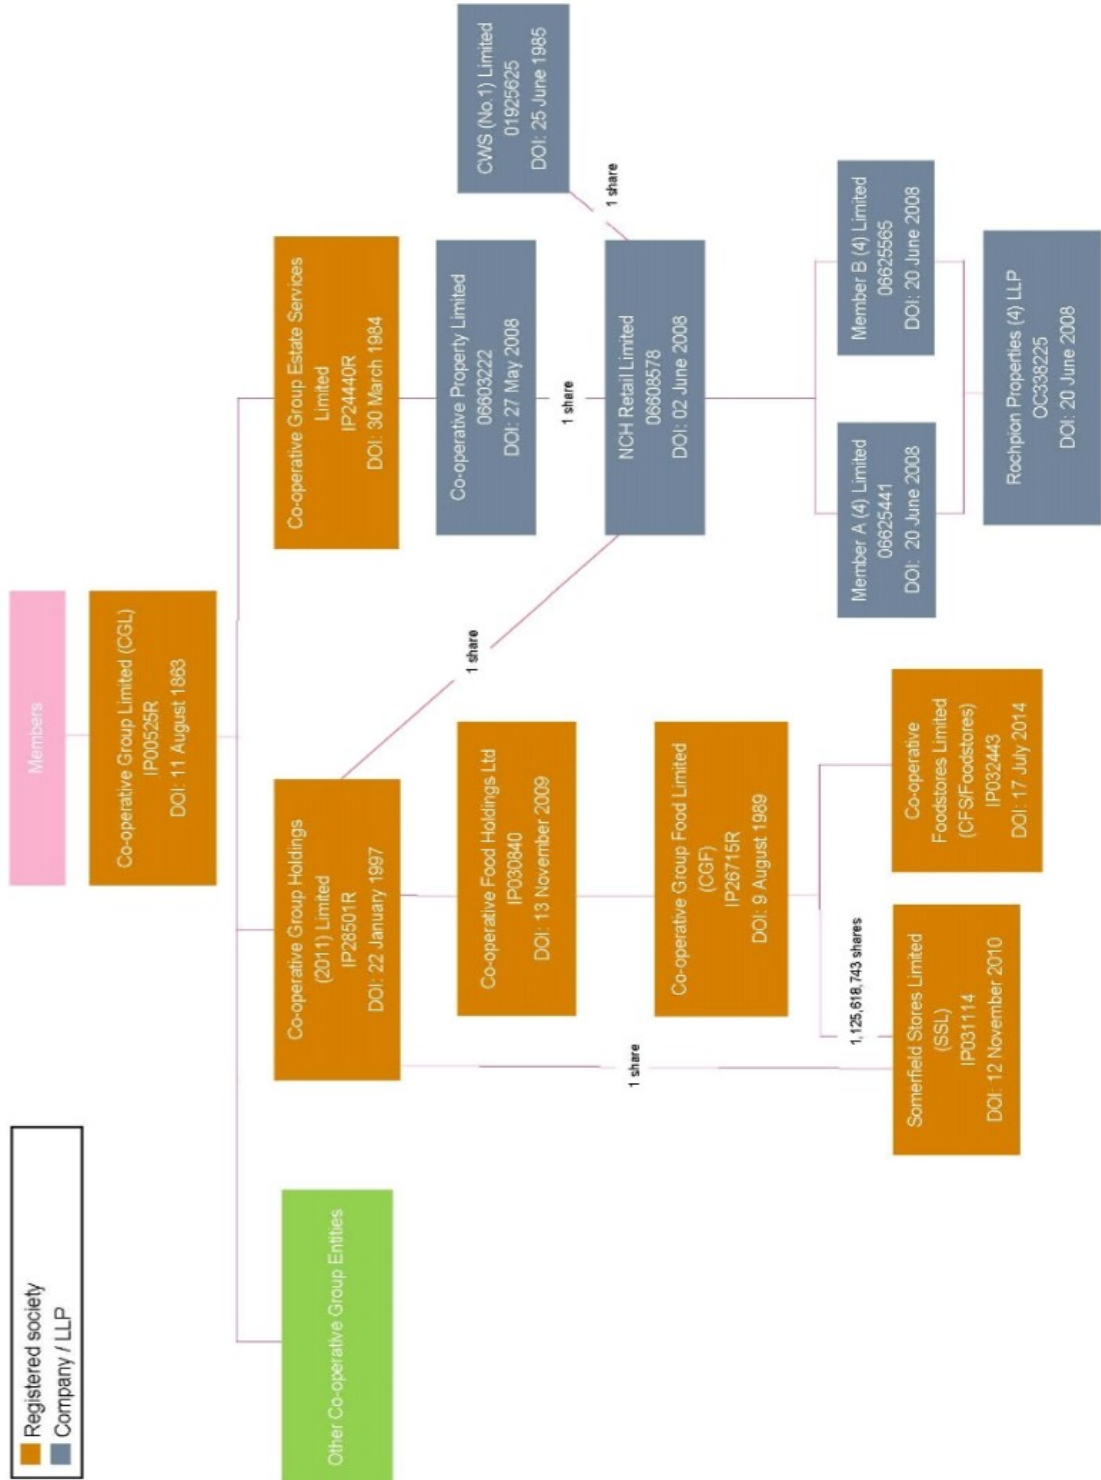 Registered society
Company / LLP
Members
Co-operative Group Limited (CGL)
IP00525R
DOI: 11 August 1863
Other Co-operative Group Entities
Co-operative Group Holdings
(2011) Limited
IP28501R
DOI: 22 January 1997
Co-operative Group Estate Services
Limited
IP24440R
DOI: 30 March 1984
Co-operative Food Holdings Ltd
IP030840
DOI: 13 November 2009
Co-operative Property Limited
06603222
DOI: 27 May 2008
CWS (No.1) Limited
01925625
DOI: 25 June 1985
1 share
1 share
1 share
1 share
Co-operative Group Food Limited
(CGF)
IP26715R
DOI: 9 August 1989
NCH Retail Limited
06608578
DOI: 02 June 2008
1,125,618,743 shares
Somerfield Stores Limited
(SSL)
IP031114
DOI: 12 November 2010
Co-operative
Foodstores Limited
(CFS/Foodstores)
IP032443
DOI: 17 July 2014
Member A (4) Limited
06625441
DOI: 20 June 2008
Member B (4) Limited
06625565
DOI: 20 June 2008
Rochpion Properties (4) LLP
OC338225
DOI: 20 June 2008